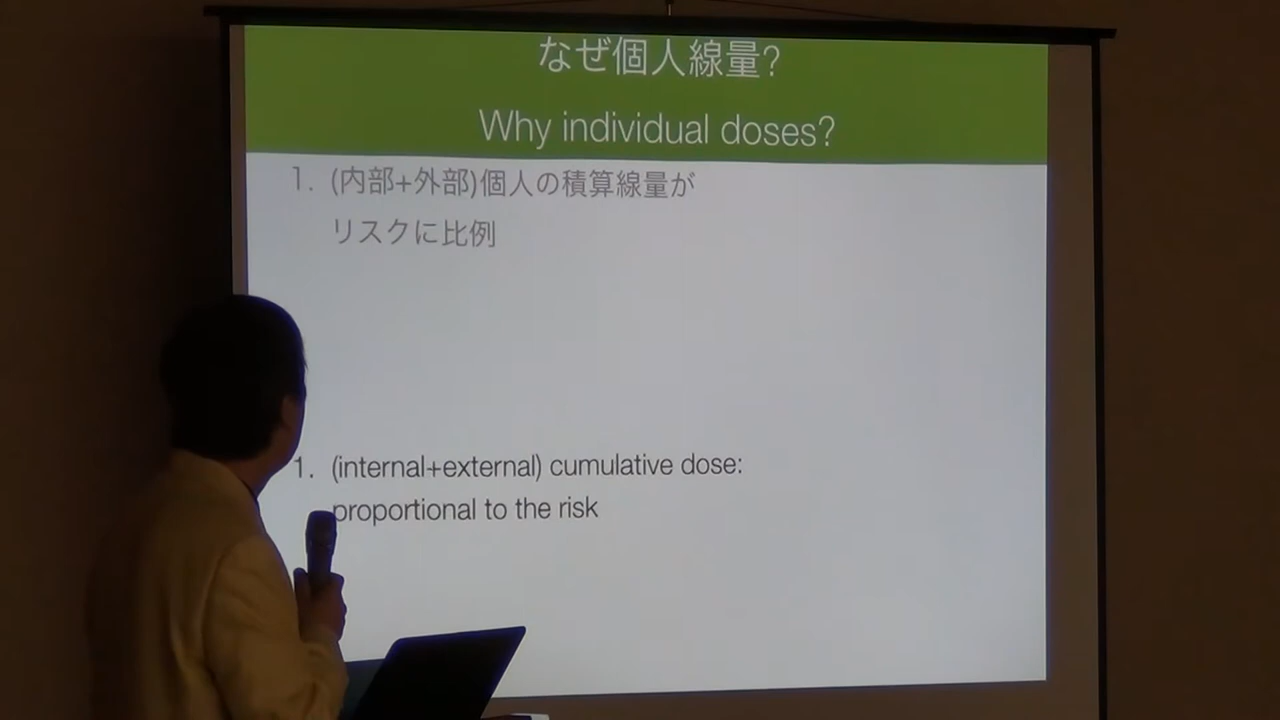 なぜ個人線量?
Why individual doses?
1. (内部+外部)個人の積算線量が
リスクに比例
1. (internal+external) cumulative dose:
proportional to the risk